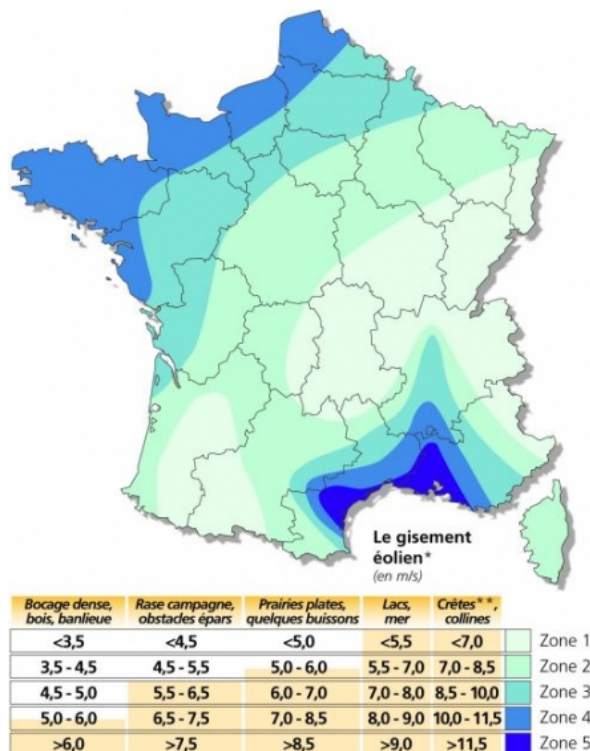 Le gisement
éolien*
(en m/s)
Bocage dense, bois, banlieue Rase campagne, obstacles épars Prairies plates, quelques buissons Lacs, mer Crêtes**, collines
<3,5 <4,5 <5,0 <5,5 <7,0 Zone 1
3,5 - 4,5 4,5 - 5,5 5,0 - 6,0 5,5 - 7,0 7,0 - 8,5 Zone 2
4,5 - 5,0 5,5 - 6,5 6,0 - 7,0 7,0 - 8,0 8,5 - 10,0 Zone 3
5,0 - 6,0 6,5 - 7,5 7,0 - 8,5 8,0 - 9,0 10,0 - 11,5 Zone 4
>6,0 >7,5 >8,5 >9,0 >11,5 Zone 5